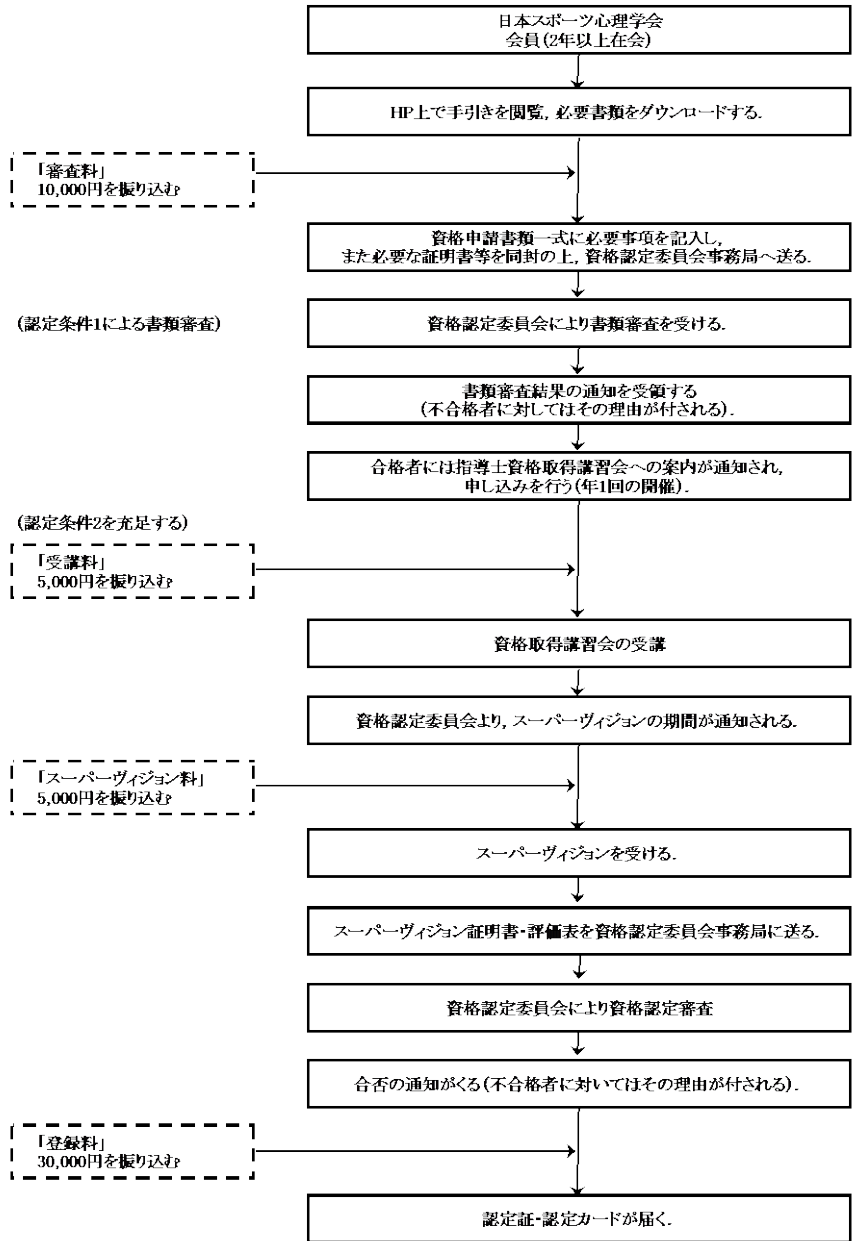 日本スポーツ心理学会
会員(2年以上在会)
HP上で手引きを閲覧, 必要書類をダウンロードする.
「審査料」
10,000円を振り込む
資格申請書類一式に必要事項を記入し,
また必要な証明書等を同封の上, 資格認定委員会事務局へ送る.
(認定条件1による書類審査)
資格認定委員会により書類審査を受ける.
書類審査結果の通知を受領する
(不合格者に対してはその理由が付される).
合格者には指導士資格取得講習会への案内が通知され,
申し込みを行う(年1回の開催).
(認定条件2を充足する)
「受講料」
5,000円を振り込む
資格取得講習会の受講
資格認定委員会より, スーパーヴィジョンの期間が通知される.
「スーパーヴィジョン料」
5,000円を振り込む
スーパーヴィジョンを受ける.
スーパーヴィジョン証明書・評価表を資格認定委員会事務局に送る.
資格認定委員会により資格認定審査
合否の通知がくる(不合格者に対いてはその理由が付される).
「登録料」
30,000円を振り込む
認定証・認定カードが届く.